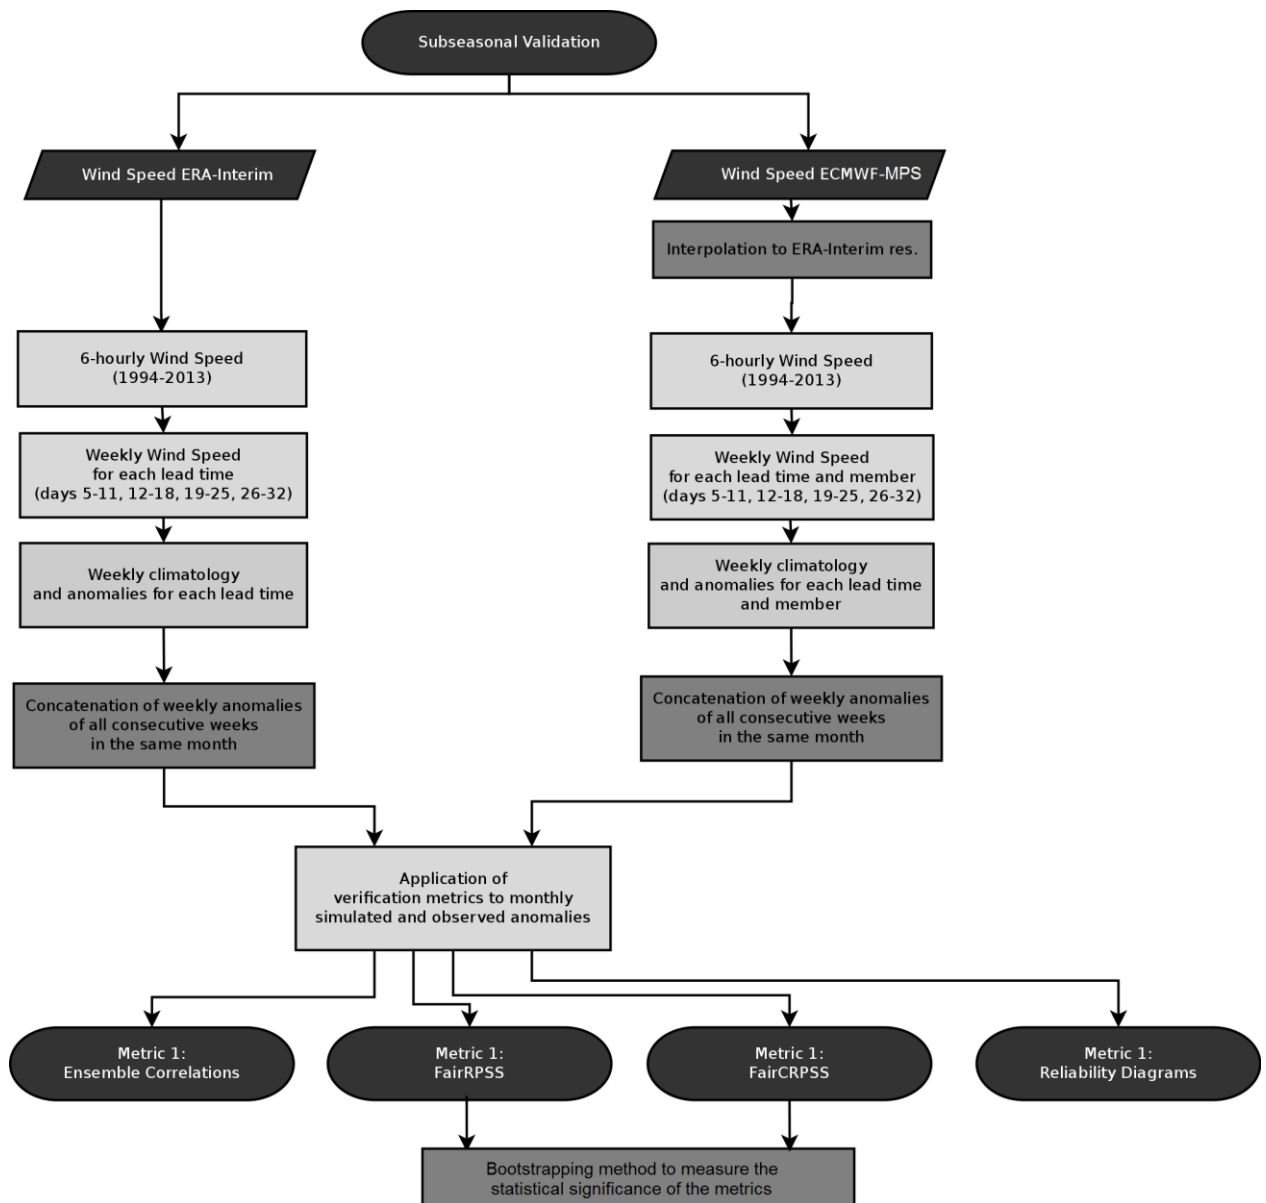 Subseasonal Validation
Wind Speed ERA-Interim
Wind Speed ECMWF-MPS
Interpolation to ERA-Interim res.
6-hourly Wind Speed
(1994-2013)
6-hourly Wind Speed
(1994-2013)
Weekly Wind Speed
for each lead time
(days 5-11, 12-18, 19-25, 26-32)
Weekly Wind Speed
for each lead time and member
(days 5-11, 12-18, 19-25, 26-32)
Weekly climatology
and anomalies for each lead time
Weekly climatology
and anomalies for each lead time
and member
Concatenation of weekly anomalies
of all consecutive weeks
in the same month
Concatenation of weekly anomalies
of all consecutive weeks
in the same month
Application of
verification metrics to monthly
simulated and observed anomalies
Metric 1:
Ensemble Correlations
Metric 1:
FairRPSS
Metric 1:
FairCRPSS
Metric 1:
Reliability Diagrams
Bootstrapping method to measure the
statistical significance of the metrics